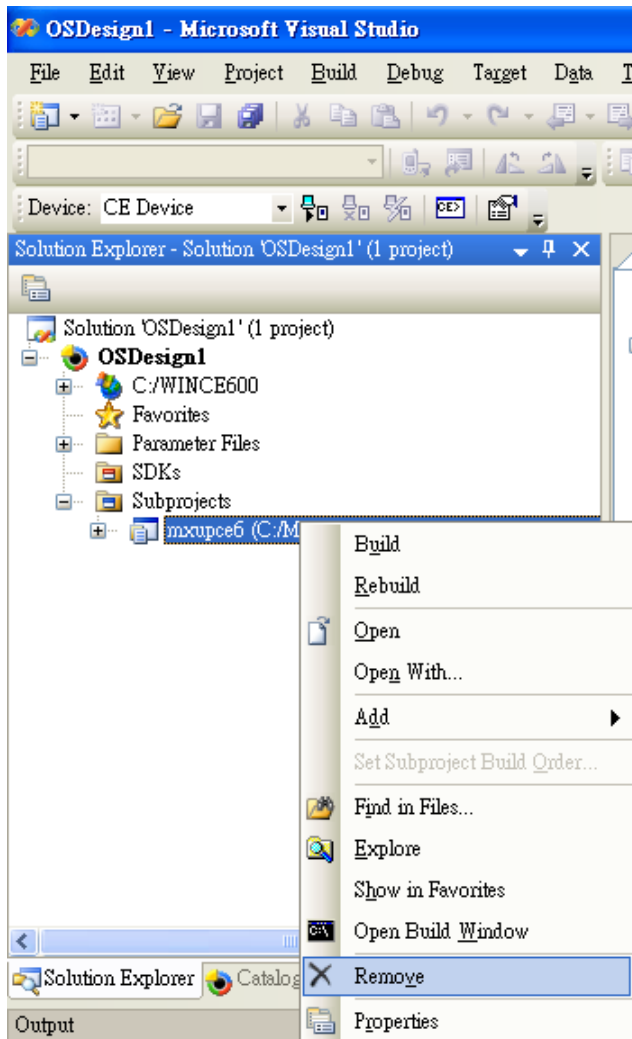 OSDesign1 - Microsoft Visual Studio
File Edit View Project Build Debug Target Data T
Device: CE Device
Solution Explorer - Solution 'OSDesign1' (1 project)
Solution 'OSDesign1' (1 project)
OSDesign1
C:/WINCE600
Favorites
Parameter Files
SDKs
Subprojects
mxupce6 (C:/M
Build
Rebuild
Open
Open With...
Add
Set Subproject Build Order...
Find in Files...
Explore
Show in Favorites
Open Build Window
Remove
Properties
Solution Explorer Catalog
Output